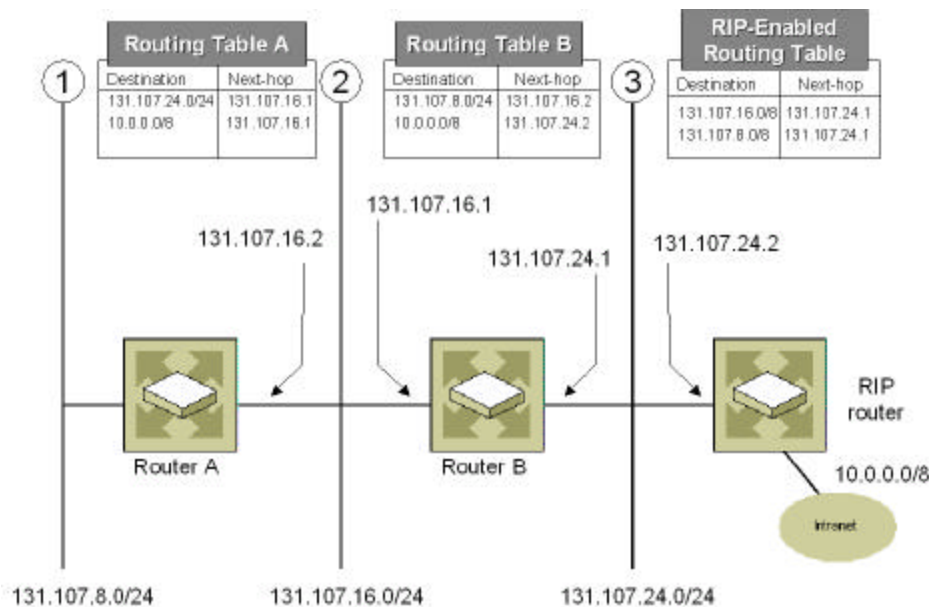 Routing Table A
Destination Next-hop
131.107.24.0/24 131.107.16.1
10.0.0.0/8 131.107.16.1
Routing Table B
Destination Next-hop
131.107.8.0/24 131.107.16.2
10.0.0.0/8 131.107.24.2
RIP-Enabled
Routing Table
Destination Next-hop
131.107.16.0/8 131.107.24.1
131.107.8.0/8 131.107.24.1
1
2
3
131.107.16.2
131.107.16.1
131.107.24.1
131.107.24.2
Router A
Router B
RIP
router
10.0.0.0/8
Intranet
131.107.8.0/24
131.107.16.0/24
131.107.24.0/24